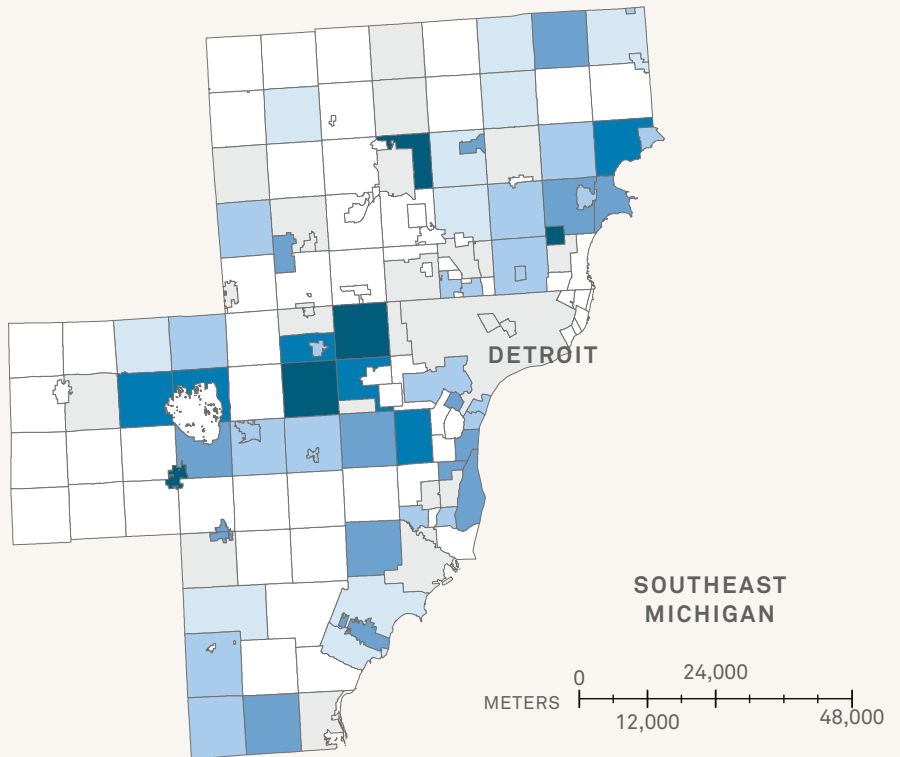 DETROIT
SOUTHEAST
MICHIGAN
0
24,000
METERS
12,000
48,000